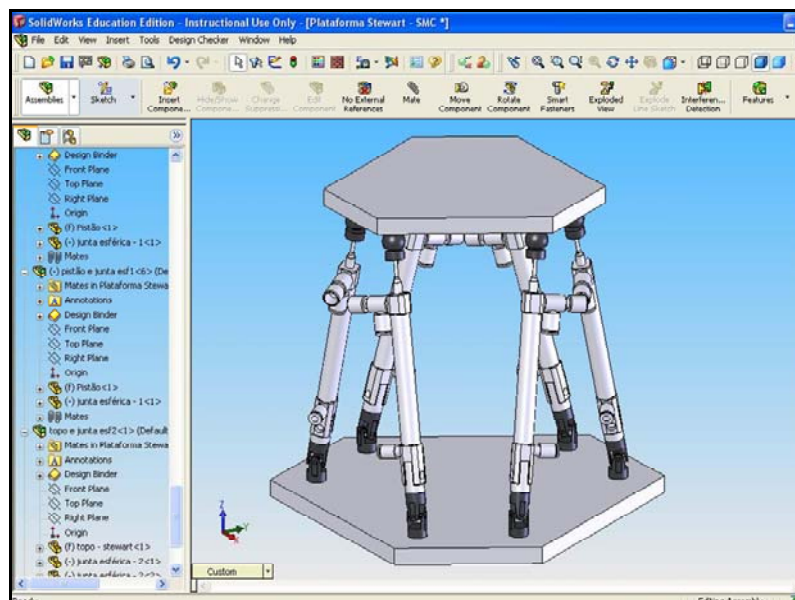 SolidWorks Education Edition - Instructional Use Only - [Plataforma Stewart - SMC *]
File Edit View Insert Tools Design Checker Window Help
Assemblies Sketch Insert Compone... Hide/Show Compone... Change Suppressi... Edit Component No External References Mate Move Component Rotate Component Smart Fasteners Exploded View Explode Line Sketch Interferen... Detection Features
Design Binder
Front Plane
Top Plane
Right Plane
Origin
(f) Pistão<1>
(-) junta esférica - 1<1>
Mates
(-) pistão e junta esf1<6> (De
Mates in Plataforma Stewa
Annotations
Design Binder
Front Plane
Top Plane
Right Plane
Origin
(f) Pistão<1>
(-) junta esférica - 1<1>
Mates
topo e junta esf2<1> (Default
Mates in Plataforma Stewa
Annotations
Design Binder
Front Plane
Top Plane
Right Plane
Origin
(f) topo - stewart<1>
(-) junta esférica - 2<1>
(-) junta esférica - 2<2>
Z Y X
Custom